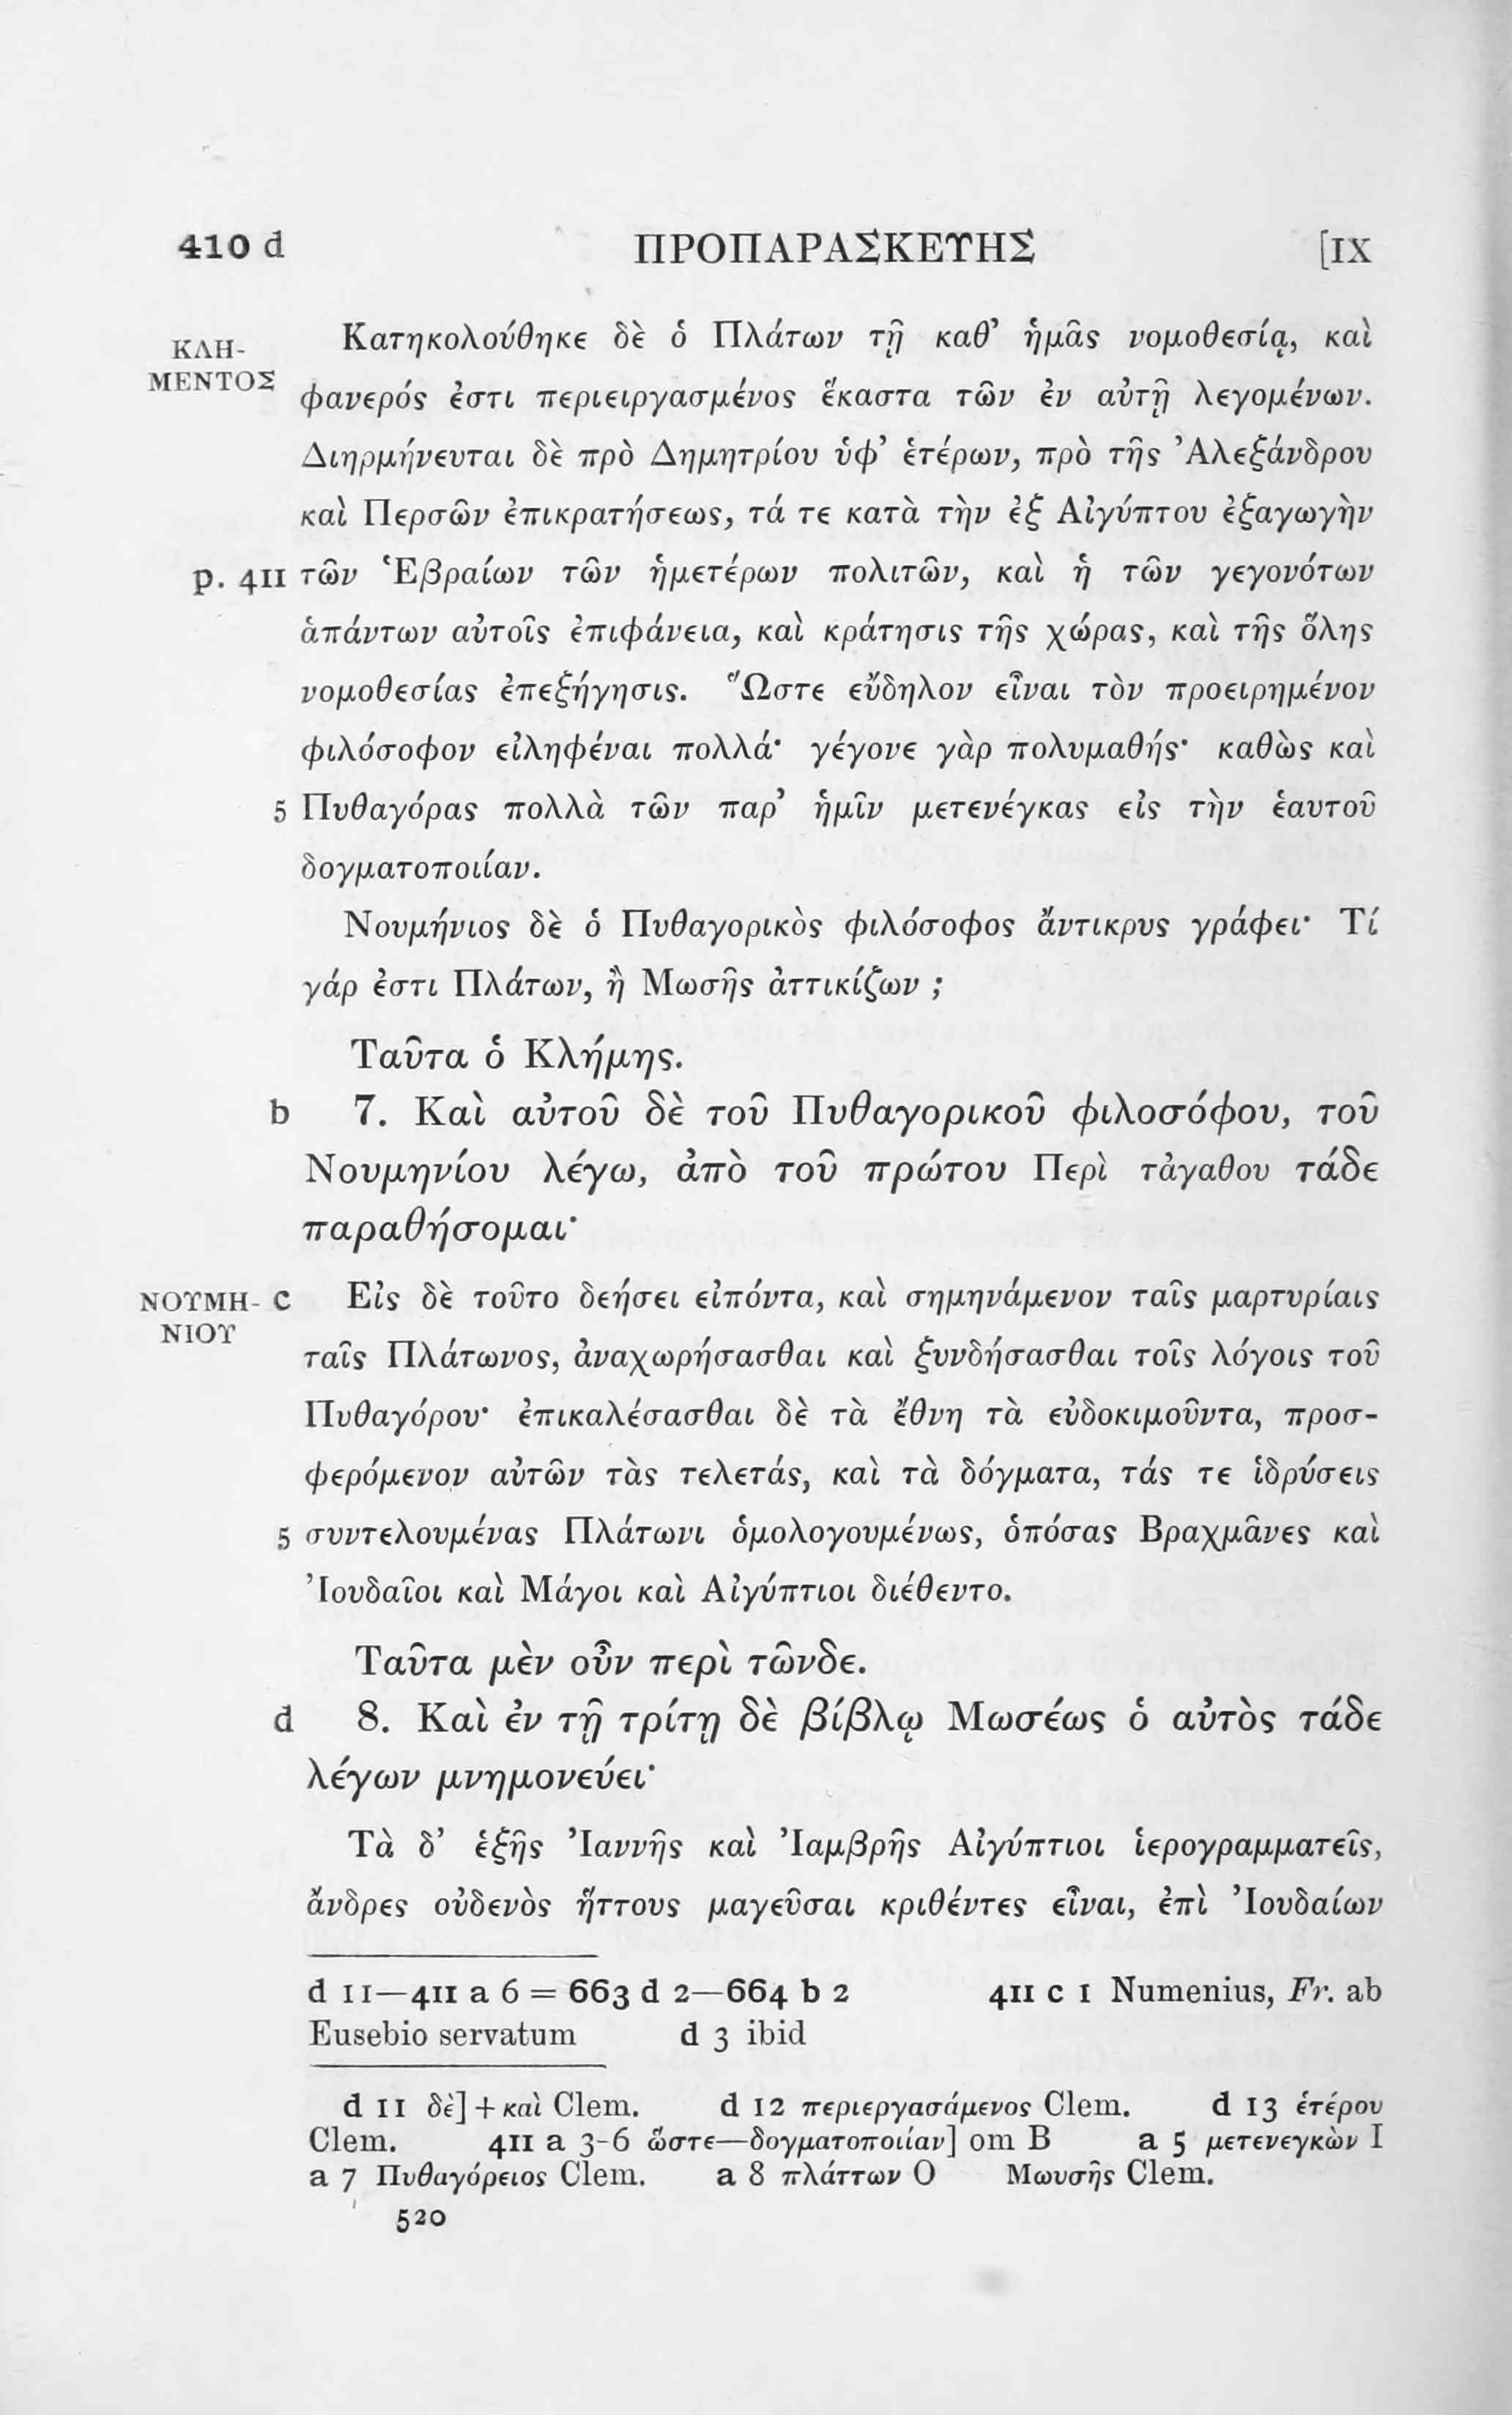 410 d ΠΡΟΠΑΡΑΣΚΕΥΗΣ [IX
ΚΛΗ- Κατηκολούθηκε δὲ ὁ Πλάτων τῇ καθ’ ἡμᾶς νομοθεσίᾳ, καὶ
ΜΕΝΤΟΣ φανερός ἐστι περιειργασμένος ἕκαστα τῶν ἐν αὐτῇ λεγομένων.
Διηρμήνευται δὲ πρὸ Δημητρίου ὑφ’ ἑτέρων, πρὸ τῆς Ἀλεξάνδρου
καὶ Περσῶν ἐπικρατήσεως, τά τε κατὰ τὴν ἐξ Αἰγύπτου ἐξαγωγὴν
p. 411 τῶν Ἑβραίων τῶν ἡμετέρων πολιτῶν, καὶ ἡ τῶν γεγονότων
ἁπάντων αὐτοῖς ἐπιφάνεια, καὶ κράτησις τῆς χώρας, καὶ τῆς ὅλης
νομοθεσίας ἐπεξήγησις. Ὥστε εὔδηλον εἶναι τὸν προειρημένον
φιλόσοφον εἰληφέναι πολλά· γέγονε γὰρ πολυμαθής· καθὼς καὶ
5 Πυθαγόρας πολλὰ τῶν παρ’ ἡμῖν μετενέγκας εἰς τὴν ἑαυτοῦ
δογματοποιίαν.
Νουμήνιος δὲ ὁ Πυθαγορικὸς φιλόσοφος ἄντικρυς γράφει· Τί
γάρ ἐστι Πλάτων, ἢ Μωσῆς ἀττικίζων ;
Ταῦτα ὁ Κλήμης.
b 7. Καὶ αὐτοῦ δὲ τοῦ Πυθαγορικοῦ φιλοσόφου, τοῦ
Νουμηνίου λέγω, ἀπὸ τοῦ πρώτου Περὶ τἀγαθου τάδε
παραθήσομαι·
ΝΟΥΜΗ- c Εἰς δὲ τοῦτο δεήσει εἰπόντα, καὶ σημηνάμενον ταῖς μαρτυρίαις
ΝΙΟΥ ταῖς Πλάτωνος, ἀναχωρήσασθαι καὶ ξυνδήσασθαι τοῖς λόγοις τοῦ
Πυθαγόρου· ἐπικαλέσασθαι δὲ τὰ ἔθνη τὰ εὐδοκιμοῦντα, προσ-
φερόμενον αὐτῶν τὰς τελετάς, καὶ τὰ δόγματα, τάς τε ἱδρύσεις
5 συντελουμένας Πλάτωνι ὁμολογουμένως, ὁπόσας Βραχμᾶνες καὶ
Ἰουδαῖοι καὶ Μάγοι καὶ Αἰγύπτιοι διέθεντο.
Ταῦτα μὲν οὖν περὶ τῶνδε.
d 8. Καὶ ἐν τῇ τρίτῃ δὲ βίβλῳ Μωσέως ὁ αὐτὸς τάδε
λέγων μνημονεύει·
Τὰ δ’ ἑξῆς Ἰαννῆς καὶ Ἰαμβρῆς Αἰγύπτιοι ἱερογραμματεῖς,
ἄνδρες οὐδενὸς ἥττους μαγεῦσαι κριθέντες εἶναι, ἐπὶ Ἰουδαίων
d 11—411 a 6 = 663 d 2—664 b 2 411 c 1 Numenius, Fr. ab
Eusebio servatum d 3 ibid
d 11 δὲ] + καὶ Clem. d 12 περιεργασάμενος Clem. d 13 ἑτέρου
Clem. 411 a 3-6 ὥστε—δογματοποιίαν] om B a 5 μετενεγκὼν I
a 7 Πυθαγόρειος Clem. a 8 πλάττων O Μωυσῆς Clem.
520